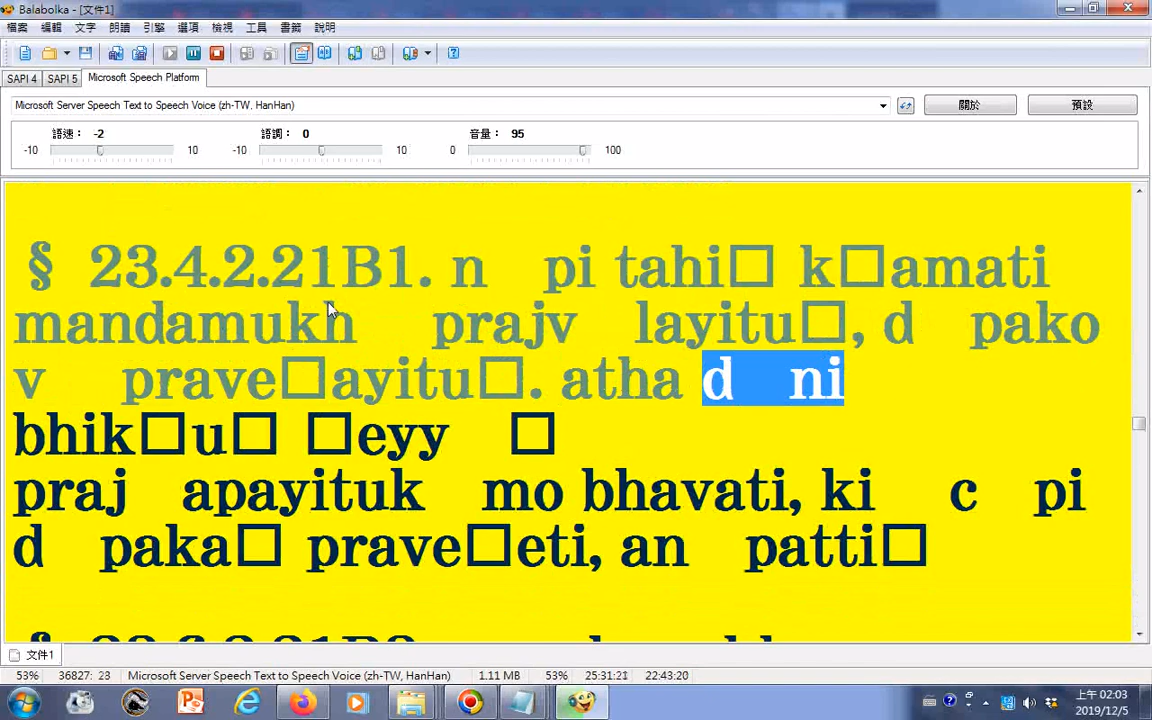 Balabolka - [文件1]
檔案 編輯 文字 朗讀 引擎 選項 檢視 工具 書籤 說明
SAPI 4 SAPI 5 Microsoft Speech Platform
Microsoft Server Speech Text to Speech Voice (zh-TW, HanHan) 關於 預設
語速： -2 語調： 0 音量： 95
-10 10 -10 10 0 100
§ 23.4.2.21B1. n pi tahi□ k□amati
mandamukh prajv layitu□, d pako
v prave□ayitu□. atha d ni
bhik□u□ □eyy □
praj apayituk mo bhavati, ki c pi
d paka□ prave□eti, an patti□
文件1
53% 36827: 23 Microsoft Server Speech Text to Speech Voice (zh-TW, HanHan) 1.11 MB 53% 25:31:21 22:43:20
上午 02:03
2019/12/5